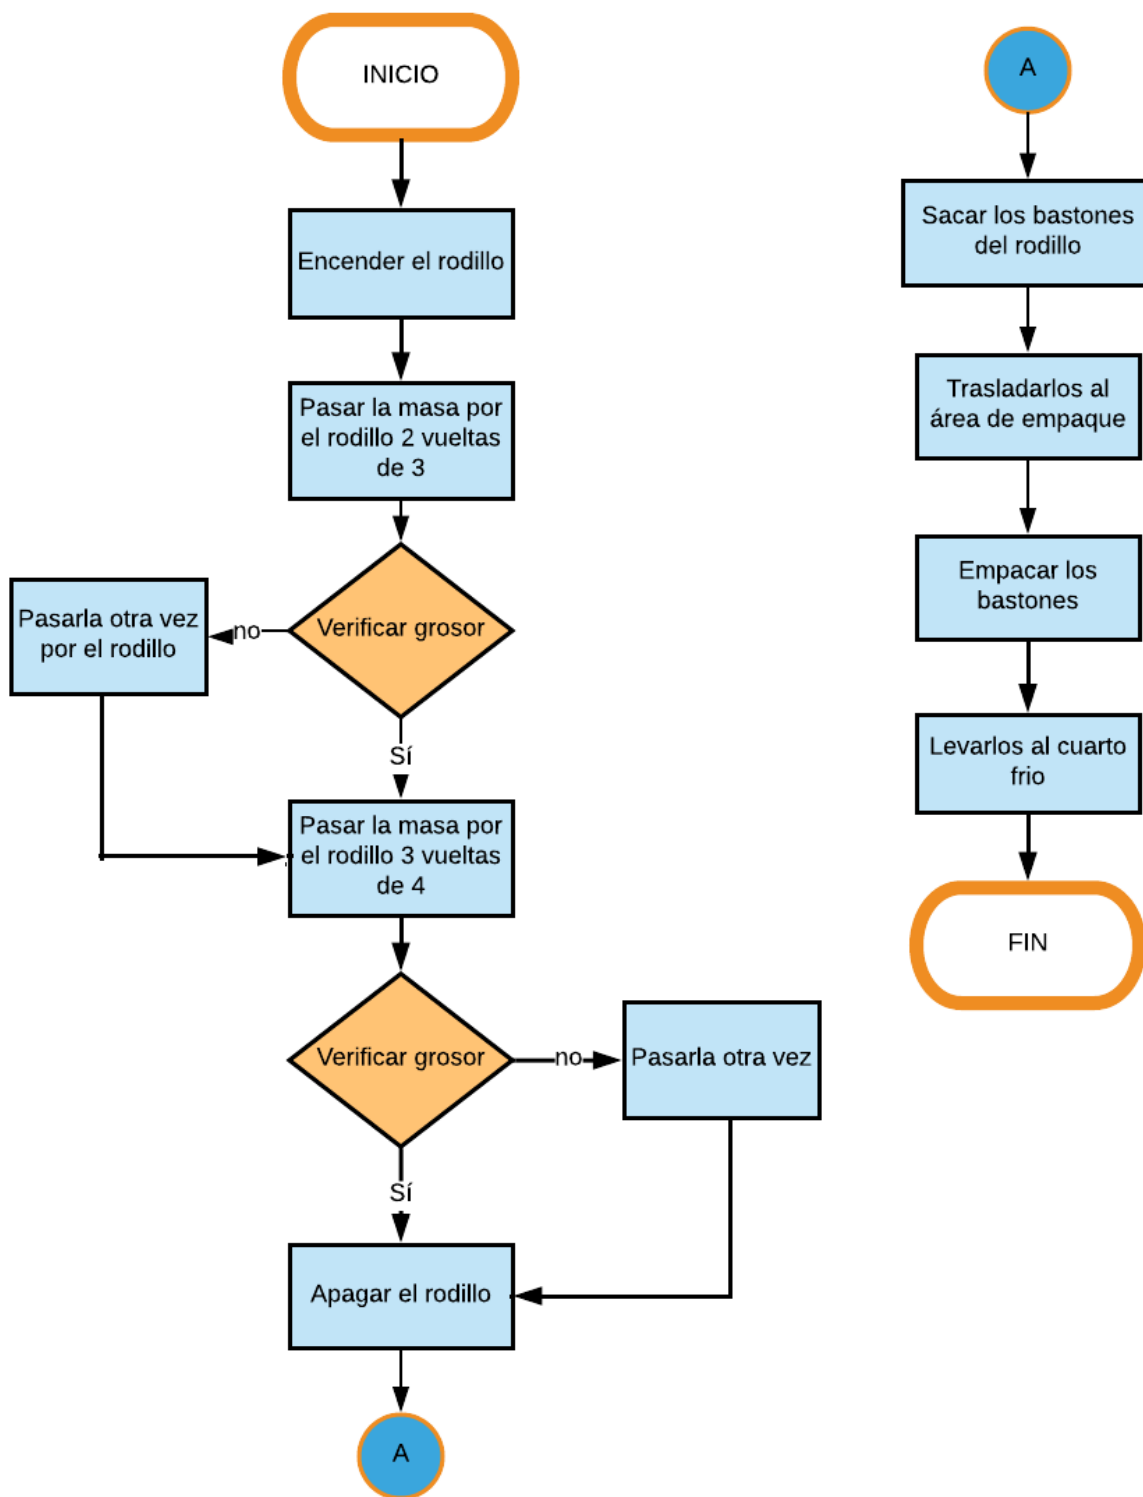 INICIO
Encender el rodillo
Pasar la masa por
el rodillo 2 vueltas
de 3
Verificar grosor
no
Pasarla otra vez
por el rodillo
Sí
Pasar la masa por
el rodillo 3 vueltas
de 4
Verificar grosor
no
Pasarla otra vez
Sí
Apagar el rodillo
A
A
Sacar los bastones
del rodillo
Trasladarlos al
área de empaque
Empacar los
bastones
Levarlos al cuarto
frio
FIN